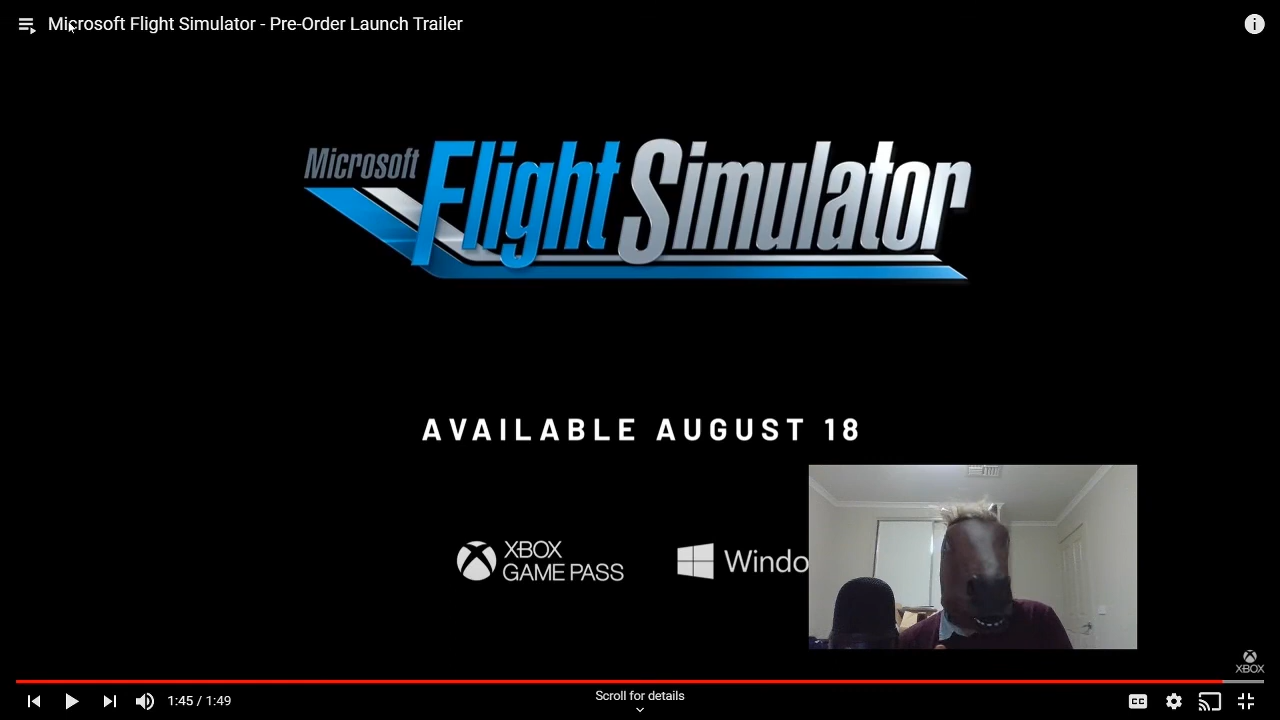 Microsoft Flight Simulator - Pre-Order Launch Trailer
Microsoft Flight Simulator
AVAILABLE AUGUST 18
XBOX
GAME PASS
Windo
XBOX
1:45 / 1:49
Scroll for details
CC